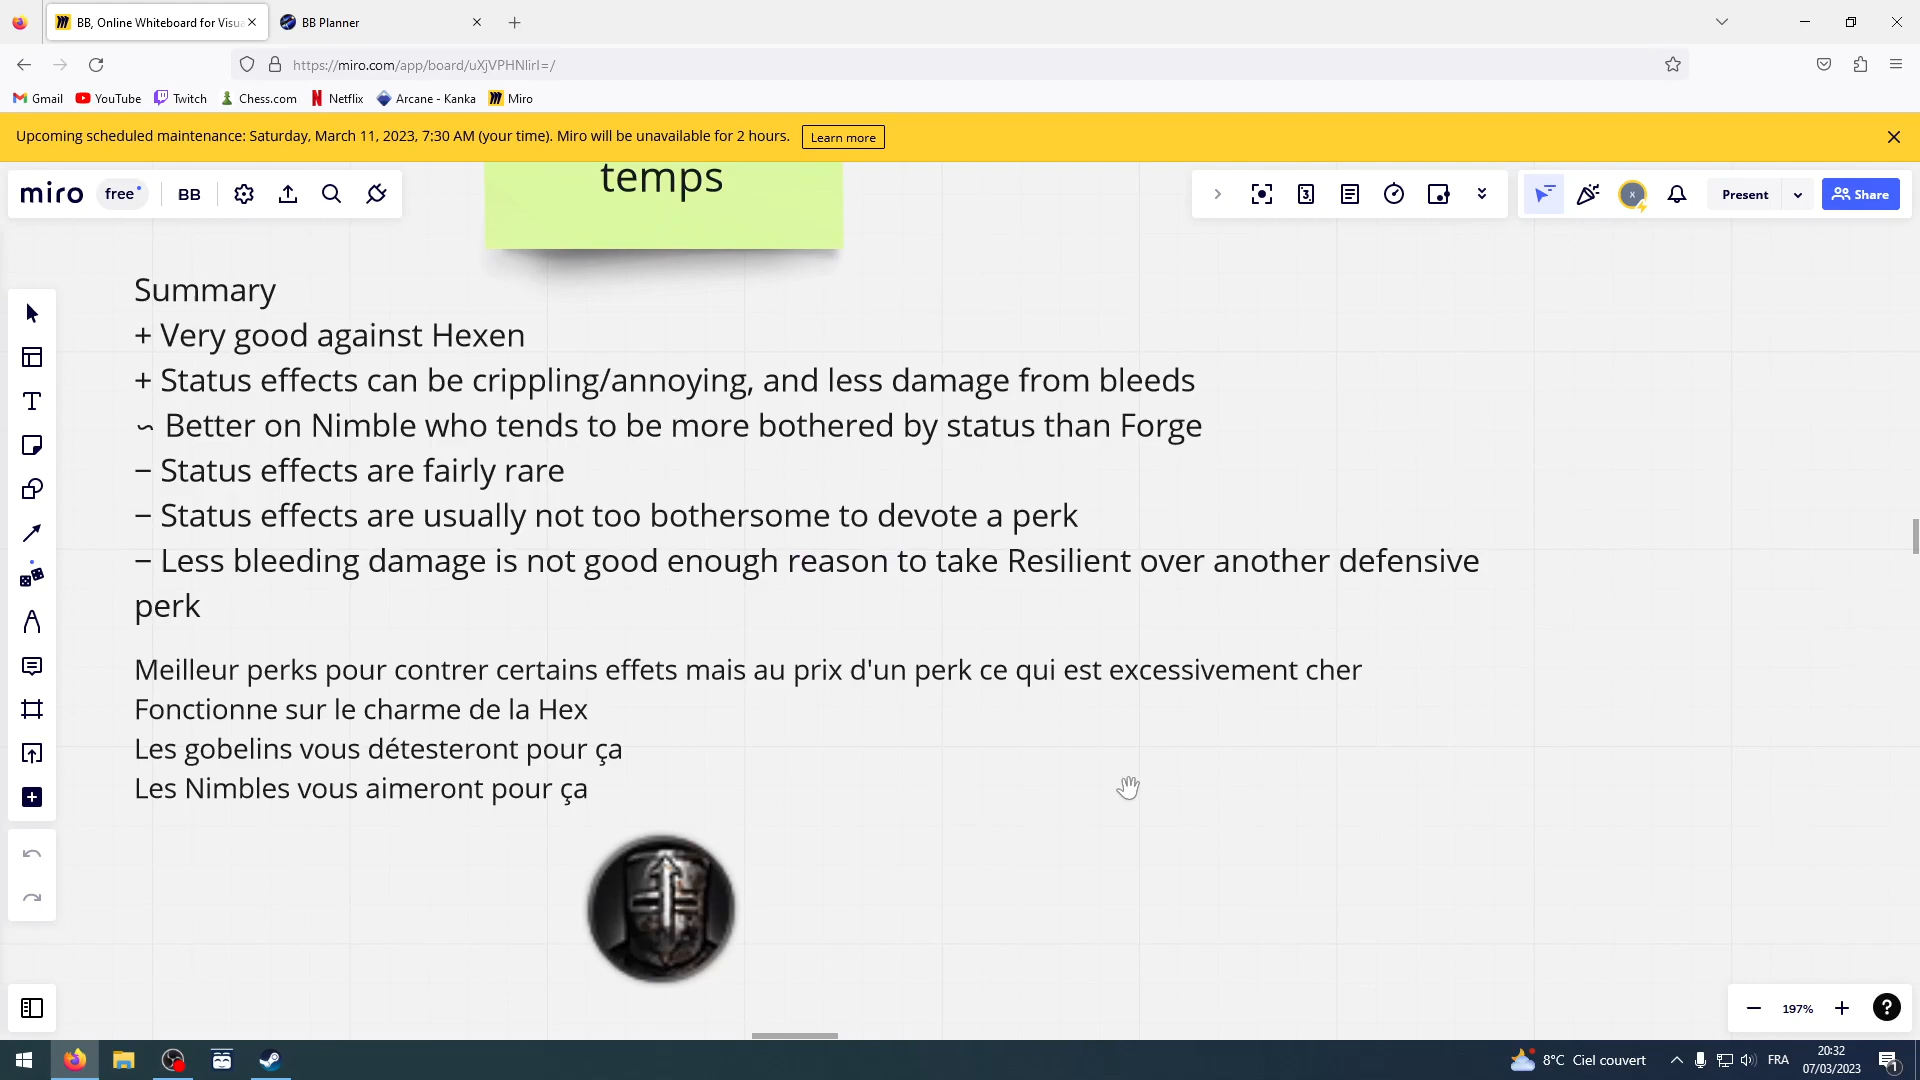 BB, Online Whiteboard for Visua
BB Planner
https://miro.com/app/board/uXjVPHNlirI=/
Gmail
YouTube
Twitch
Chess.com
Netflix
Arcane - Kanka
Miro
Upcoming scheduled maintenance: Saturday, March 11, 2023, 7:30 AM (your time). Miro will be unavailable for 2 hours.
Learn more
temps
miro
free
BB
Present
Share
Summary
+ Very good against Hexen
+ Status effects can be crippling/annoying, and less damage from bleeds
~ Better on Nimble who tends to be more bothered by status than Forge
− Status effects are fairly rare
− Status effects are usually not too bothersome to devote a perk
− Less bleeding damage is not good enough reason to take Resilient over another defensive
perk
Meilleur perks pour contrer certains effets mais au prix d'un perk ce qui est excessivement cher
Fonctionne sur le charme de la Hex
Les gobelins vous détesteront pour ça
Les Nimbles vous aimeront pour ça
197%
8°C Ciel couvert
FRA
20:32
07/03/2023
1